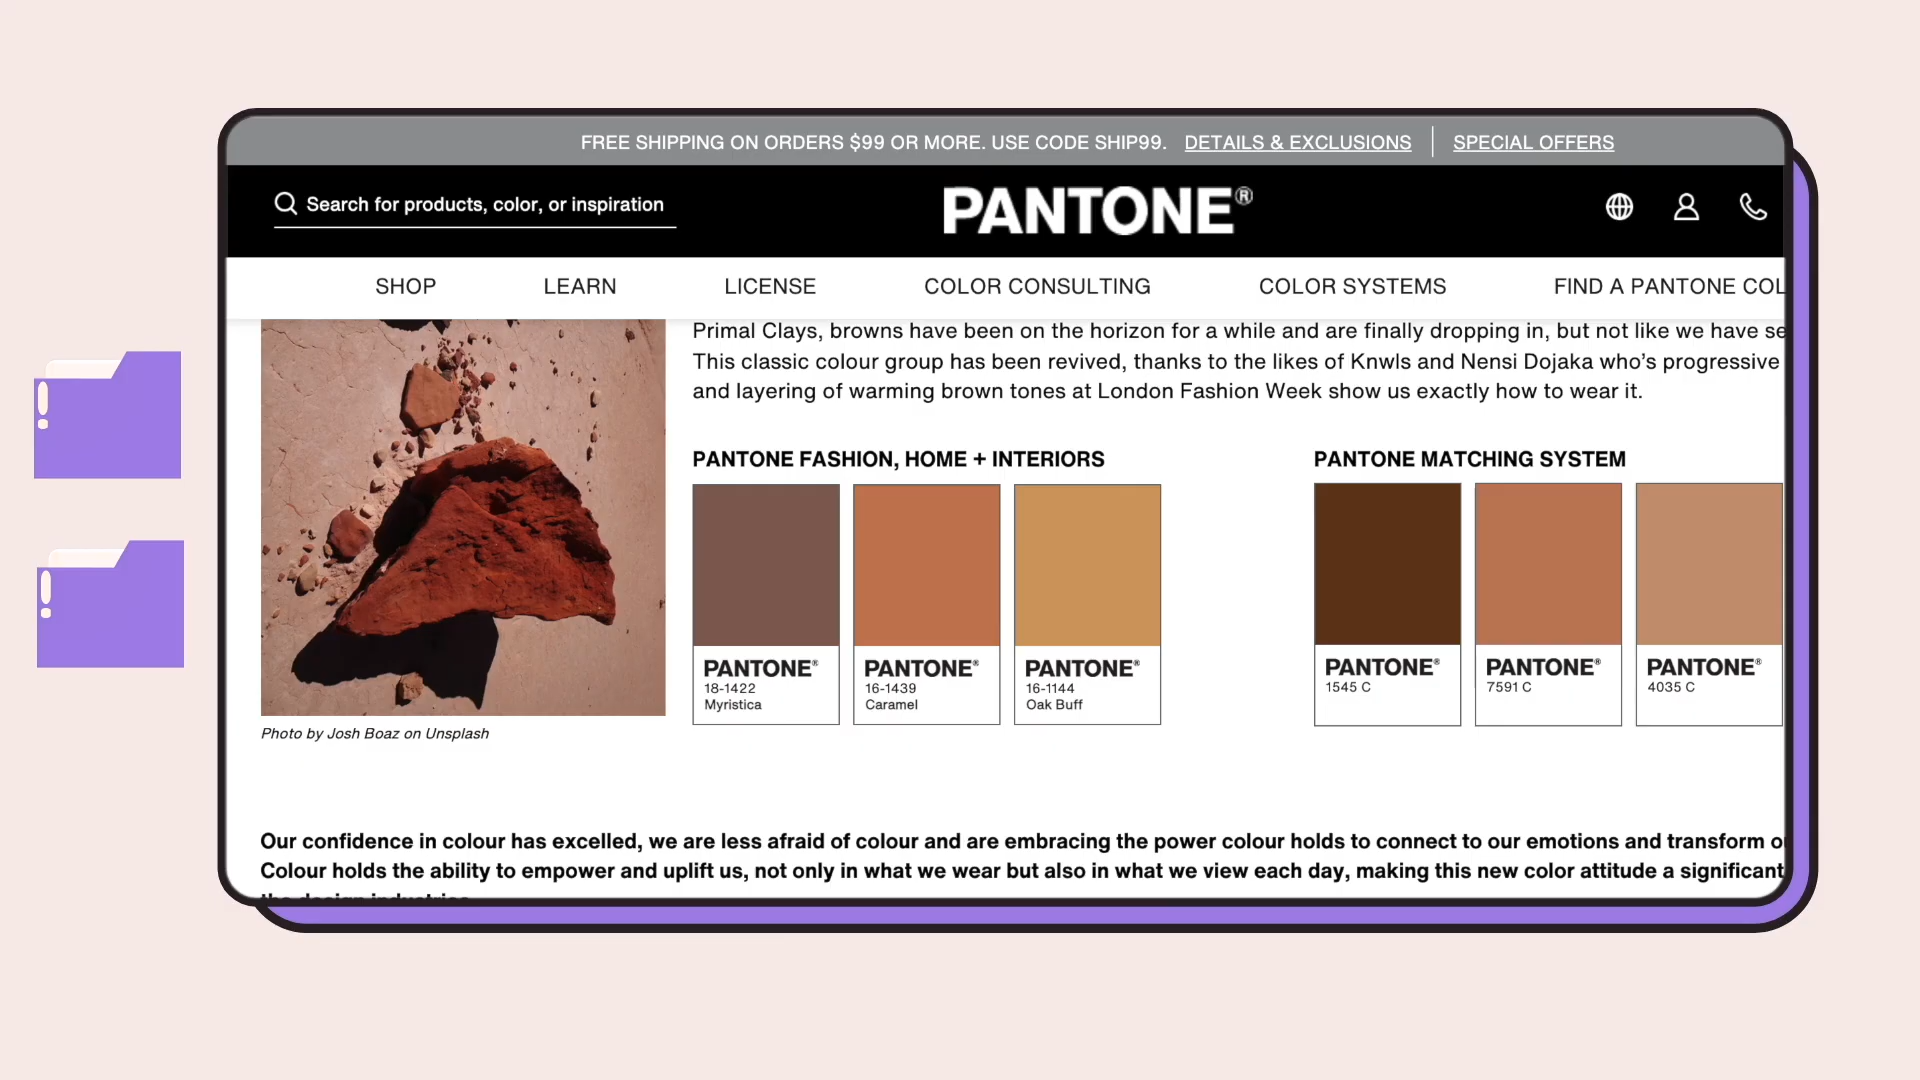 FREE SHIPPING ON ORDERS $99 OR MORE. USE CODE SHIP99. DETAILS & EXCLUSIONS SPECIAL OFFERS
Search for products, color, or inspiration
PANTONE®
SHOP LEARN LICENSE COLOR CONSULTING COLOR SYSTEMS FIND A PANTONE COL
Primal Clays, browns have been on the horizon for a while and are finally dropping in, but not like we have se
This classic colour group has been revived, thanks to the likes of Knwls and Nensi Dojaka who's progressive
and layering of warming brown tones at London Fashion Week show us exactly how to wear it.
PANTONE FASHION, HOME + INTERIORS
PANTONE®
18-1422
Myristica
PANTONE®
16-1439
Caramel
PANTONE®
16-1144
Oak Buff
PANTONE MATCHING SYSTEM
PANTONE®
1545 C
PANTONE®
7591 C
PANTONE®
4035 C
Photo by Josh Boaz on Unsplash
Our confidence in colour has excelled, we are less afraid of colour and are embracing the power colour holds to connect to our emotions and transform o
Colour holds the ability to empower and uplift us, not only in what we wear but also in what we view each day, making this new color attitude a significant
the design industries